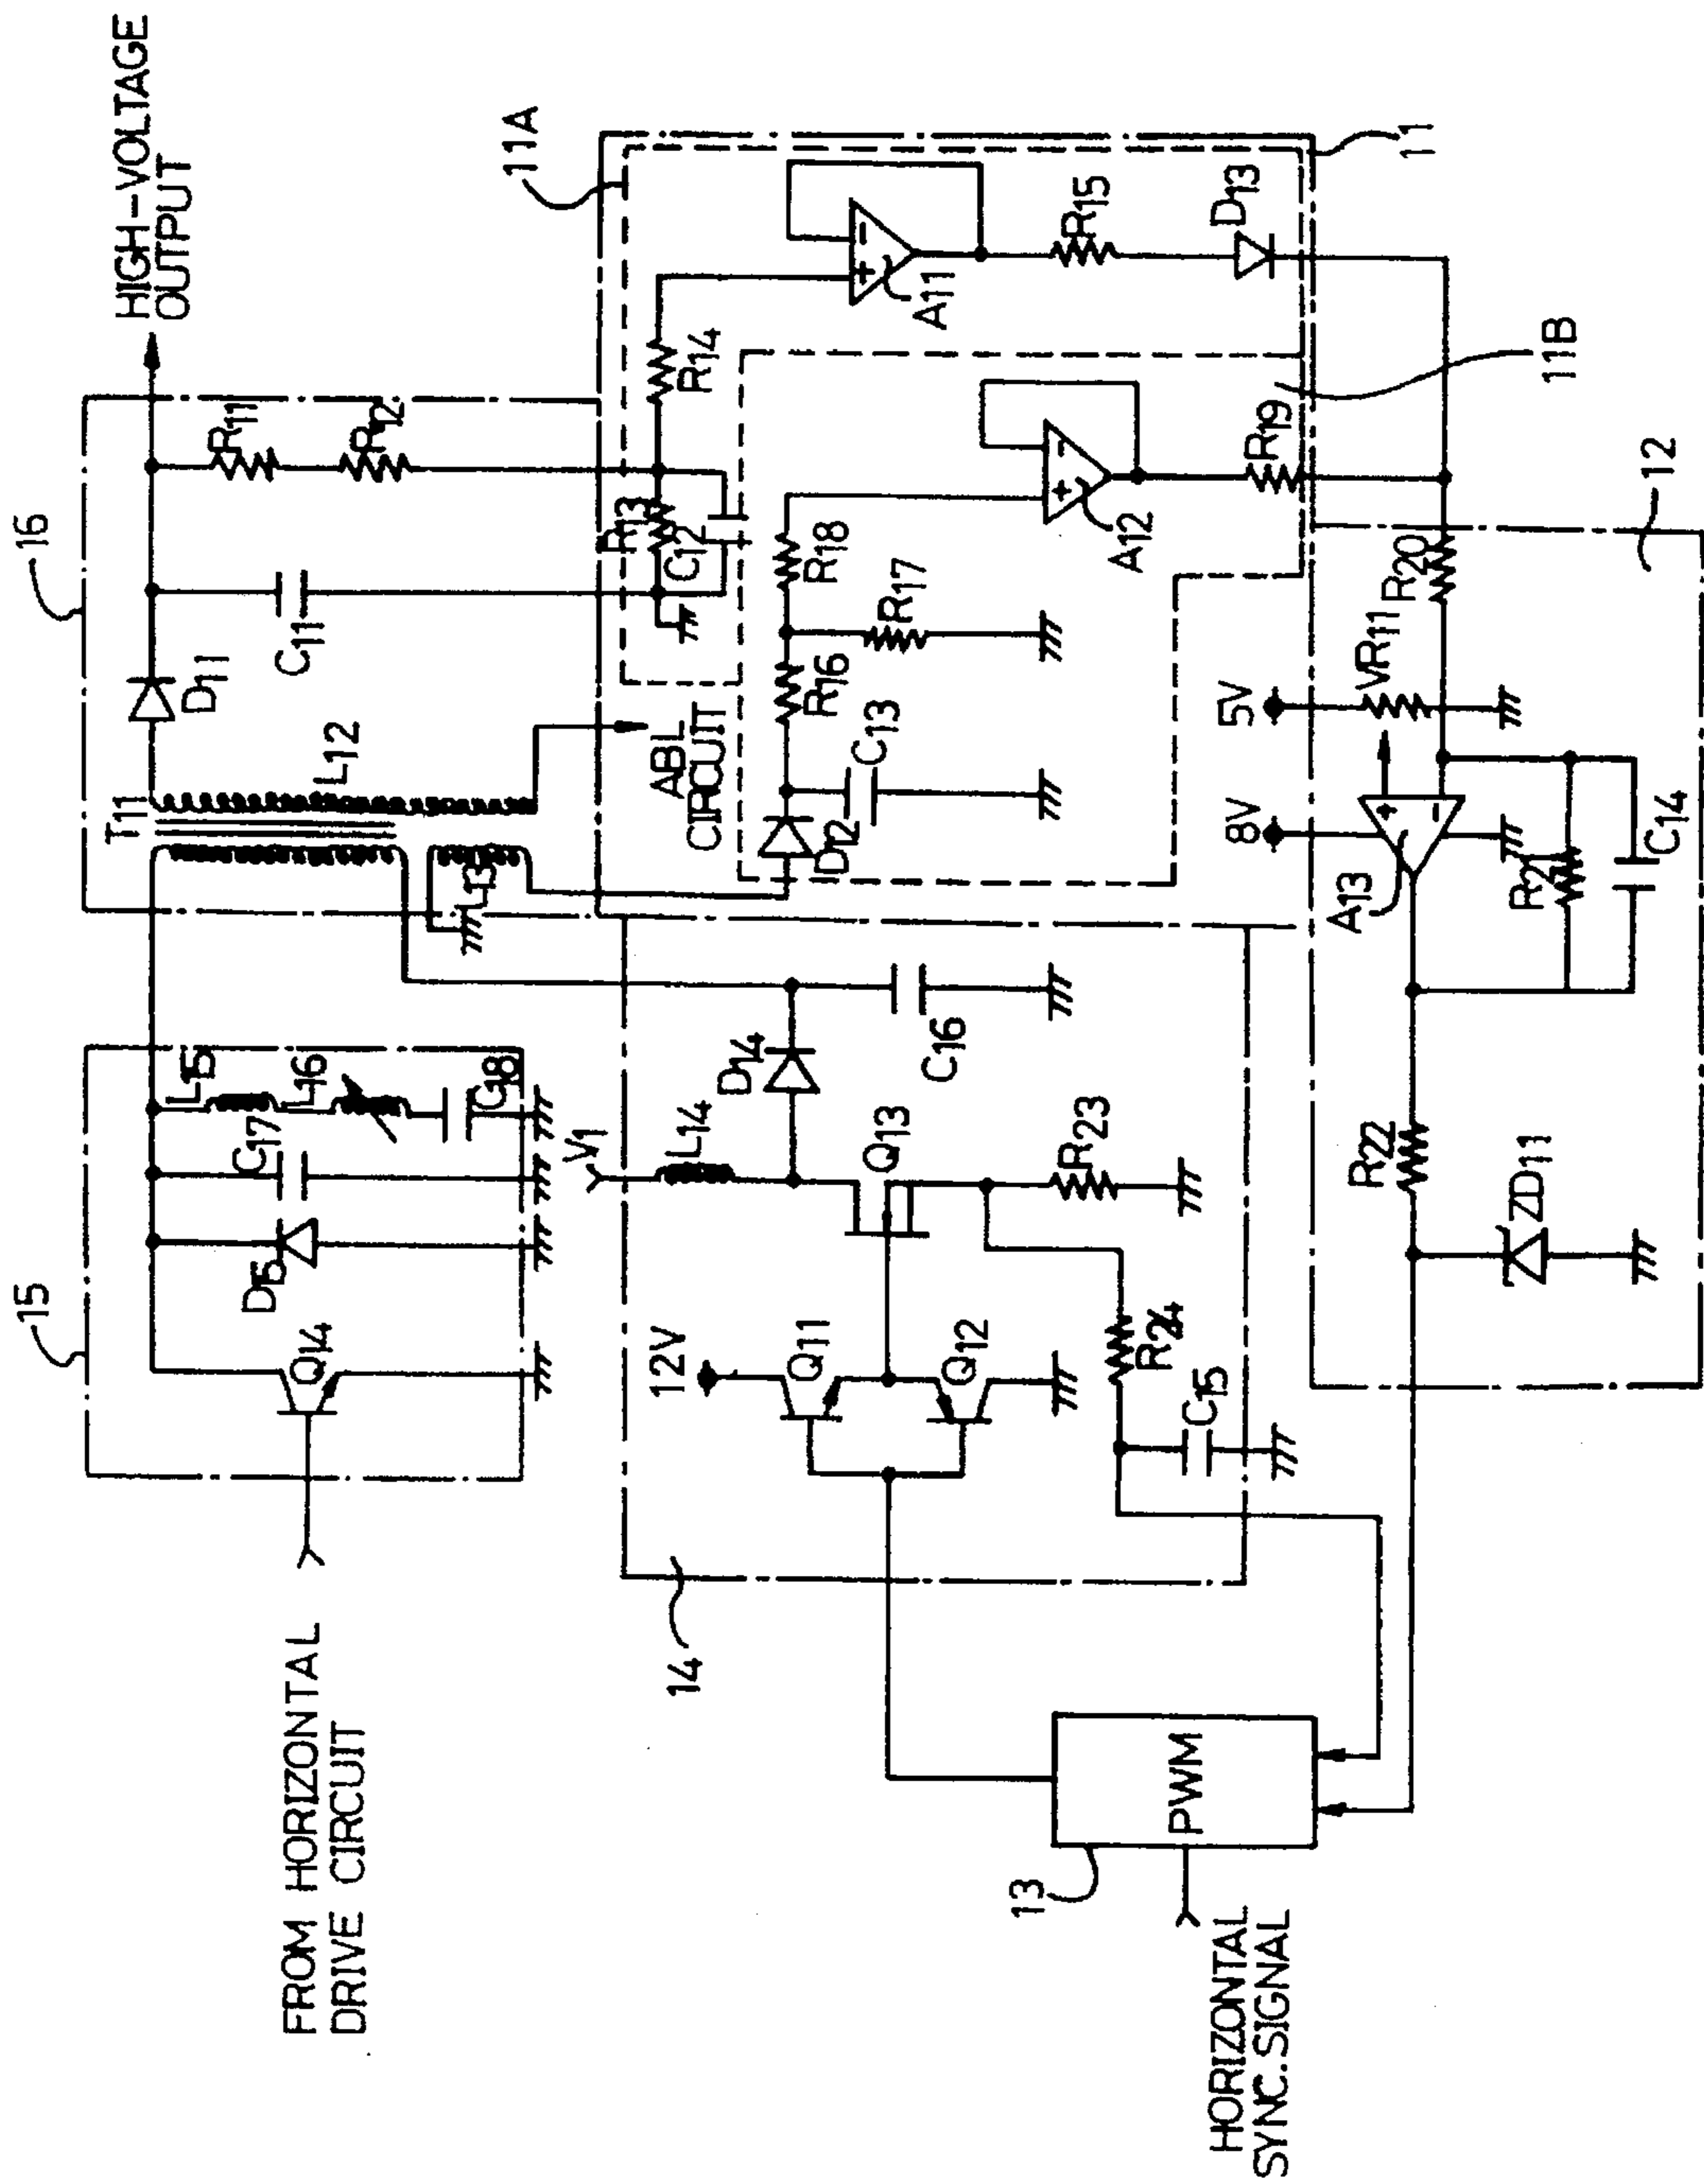 16
HIGH-VOLTAGE
OUTPUT
T11
L12
D11
C11
R11
R12
L13
15
L15
L16
C17
C18
D5
Q14
FROM HORIZONTAL
DRIVE CIRCUIT
11A
ABL
CIRCUIT
R13
C12
R14
A11
R15
D13
11
D12
C13
R16
R17
R18
A12
R19
11B
V1
L14
D14
C16
12V
Q11
Q12
Q13
R23
R24
C15
14
12
5V
VR11
R20
8V
A13
R21
C14
R22
ZD11
PWM
13
HORIZONTAL
SYNC.SIGNAL